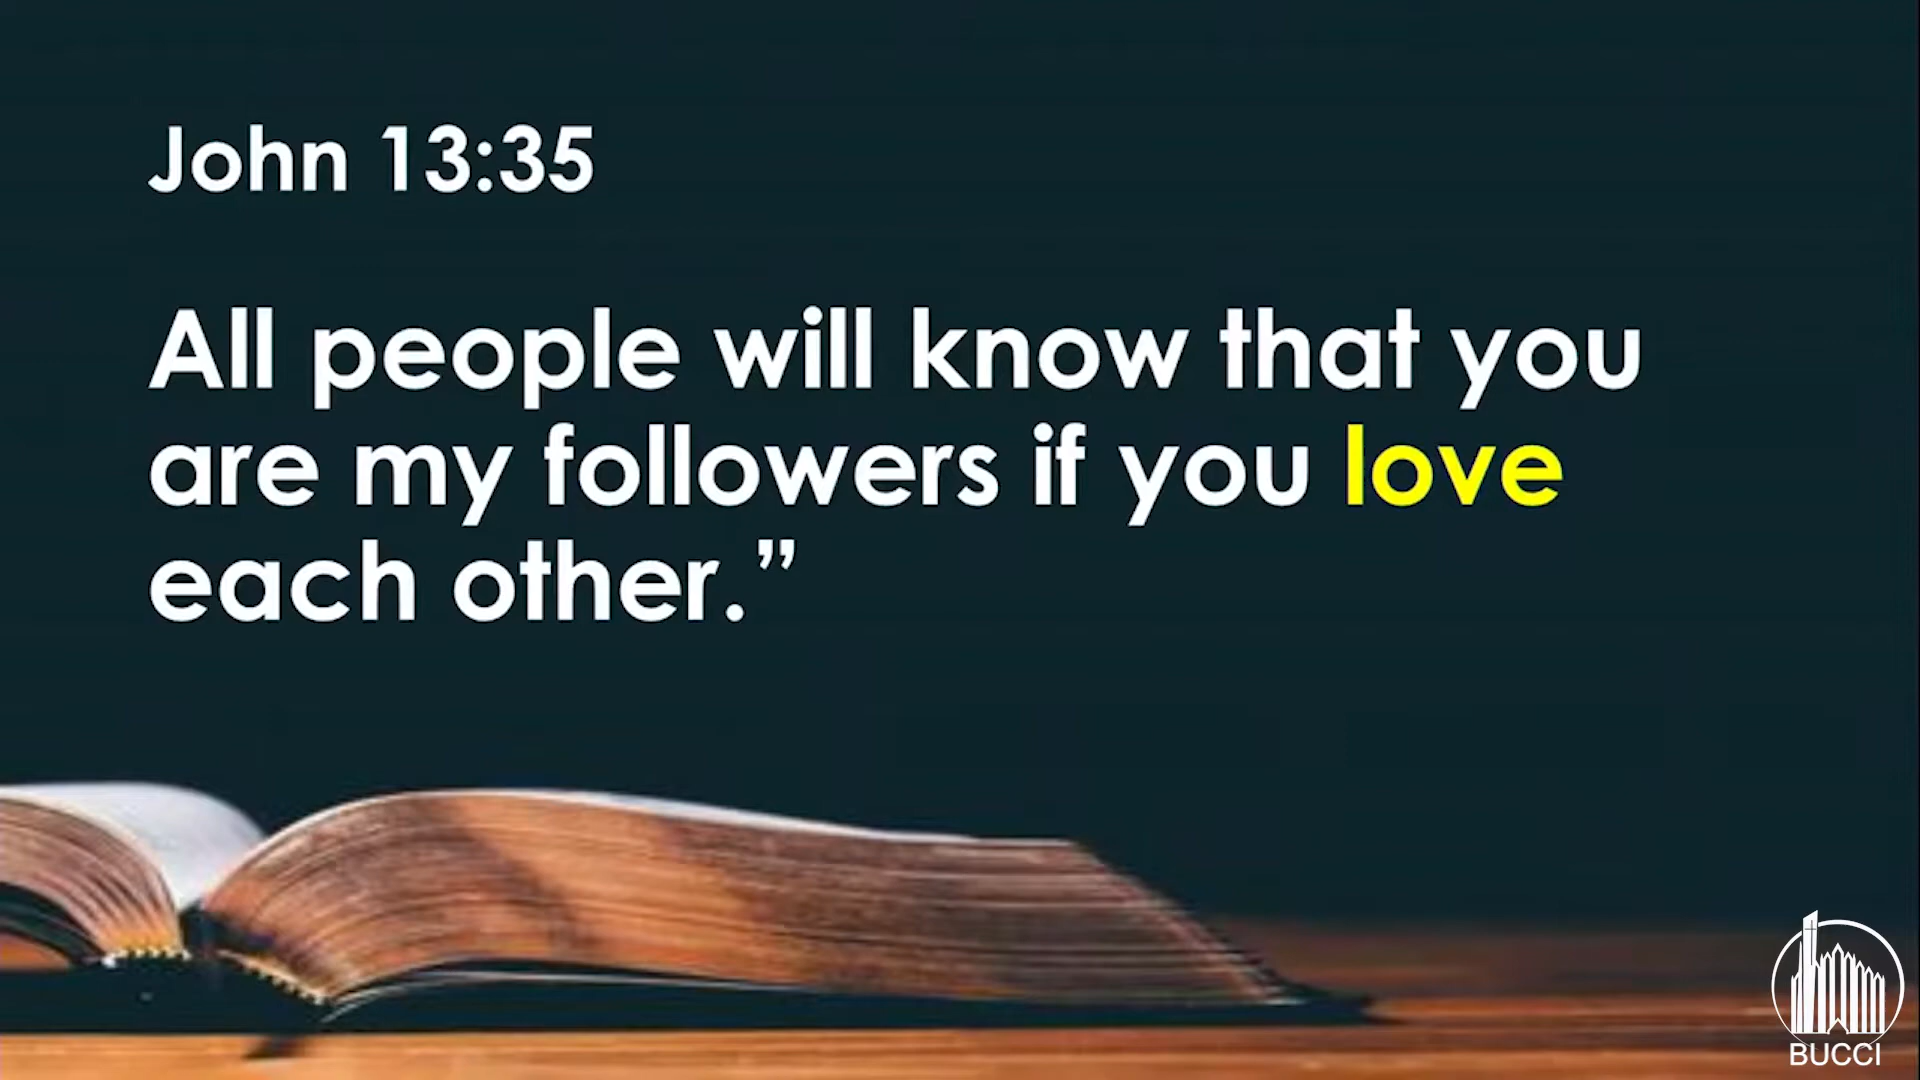 John 13:35
All people will know that you
are my followers if you love
each other.”
BUCCI